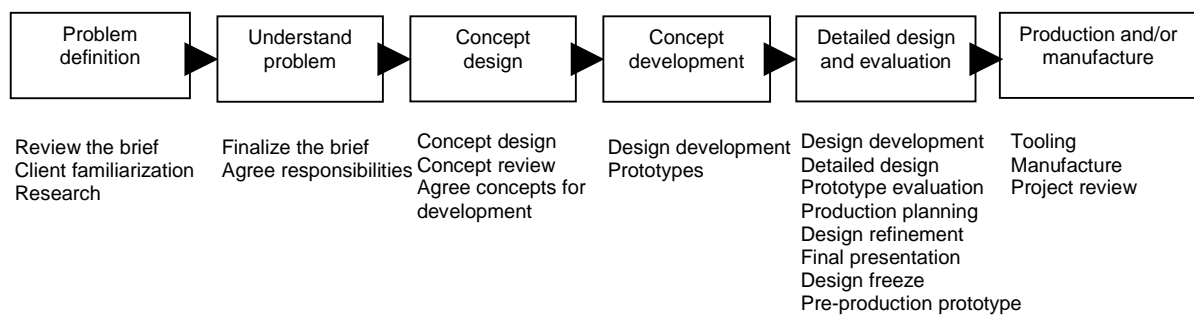 Problem
definition
Understand
problem
Concept
design
Concept
development
Detailed design
and evaluation
Production and/or
manufacture
Review the brief
Client familiarization
Research
Finalize the brief
Agree responsibilities
Concept design
Concept review
Agree concepts for
development
Design development
Prototypes
Design development
Detailed design
Prototype evaluation
Production planning
Design refinement
Final presentation
Design freeze
Pre-production prototype
Tooling
Manufacture
Project review